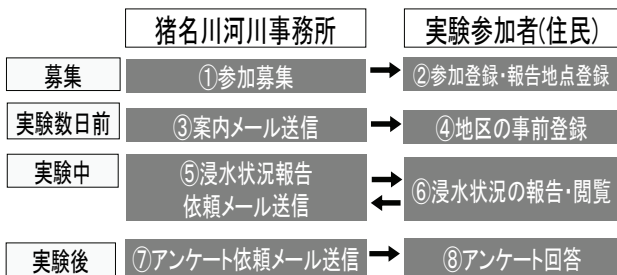 猪名川河川事務所
実験参加者(住民)
募集
①参加募集
②参加登録・報告地点登録
実験数日前
③案内メール送信
④地区の事前登録
実験中
⑤浸水状況報告
依頼メール送信
⑥浸水状況の報告・閲覧
実験後
⑦アンケート依頼メール送信
⑧アンケート回答